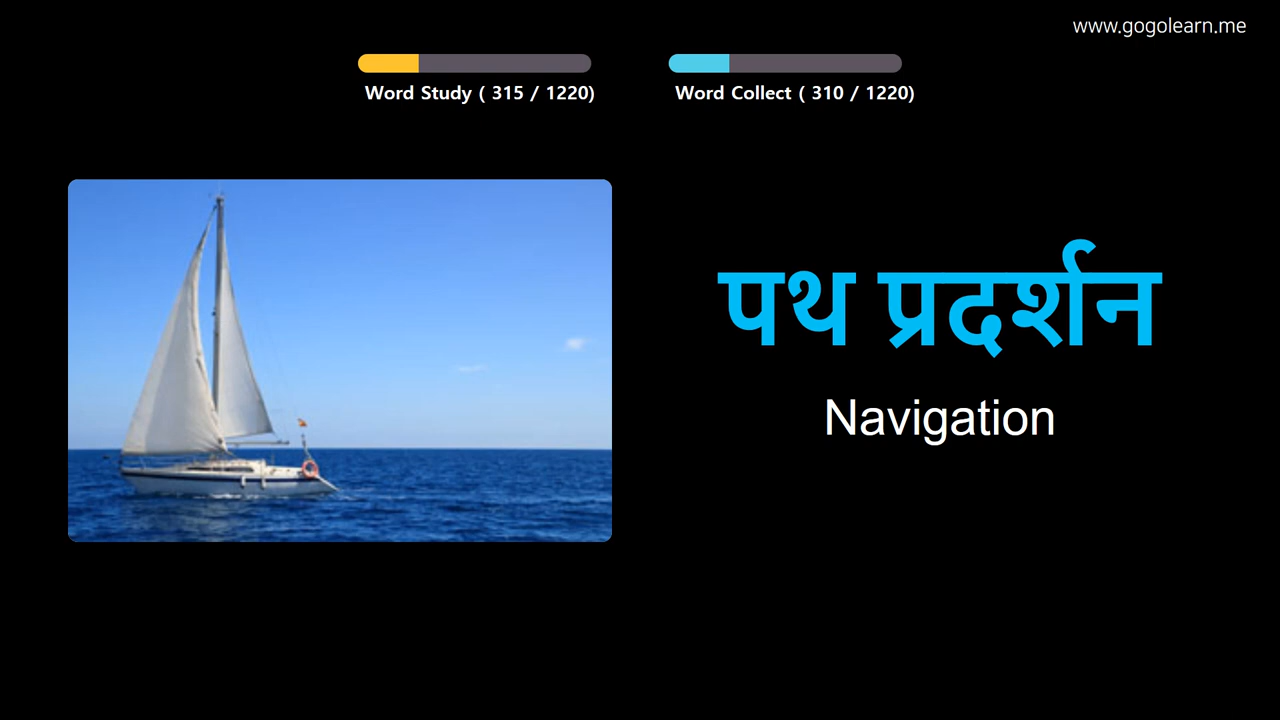 www.gogolearn.me
Word Study ( 315 / 1220)
Word Collect ( 310 / 1220)
पथ प्रदर्शन
Navigation